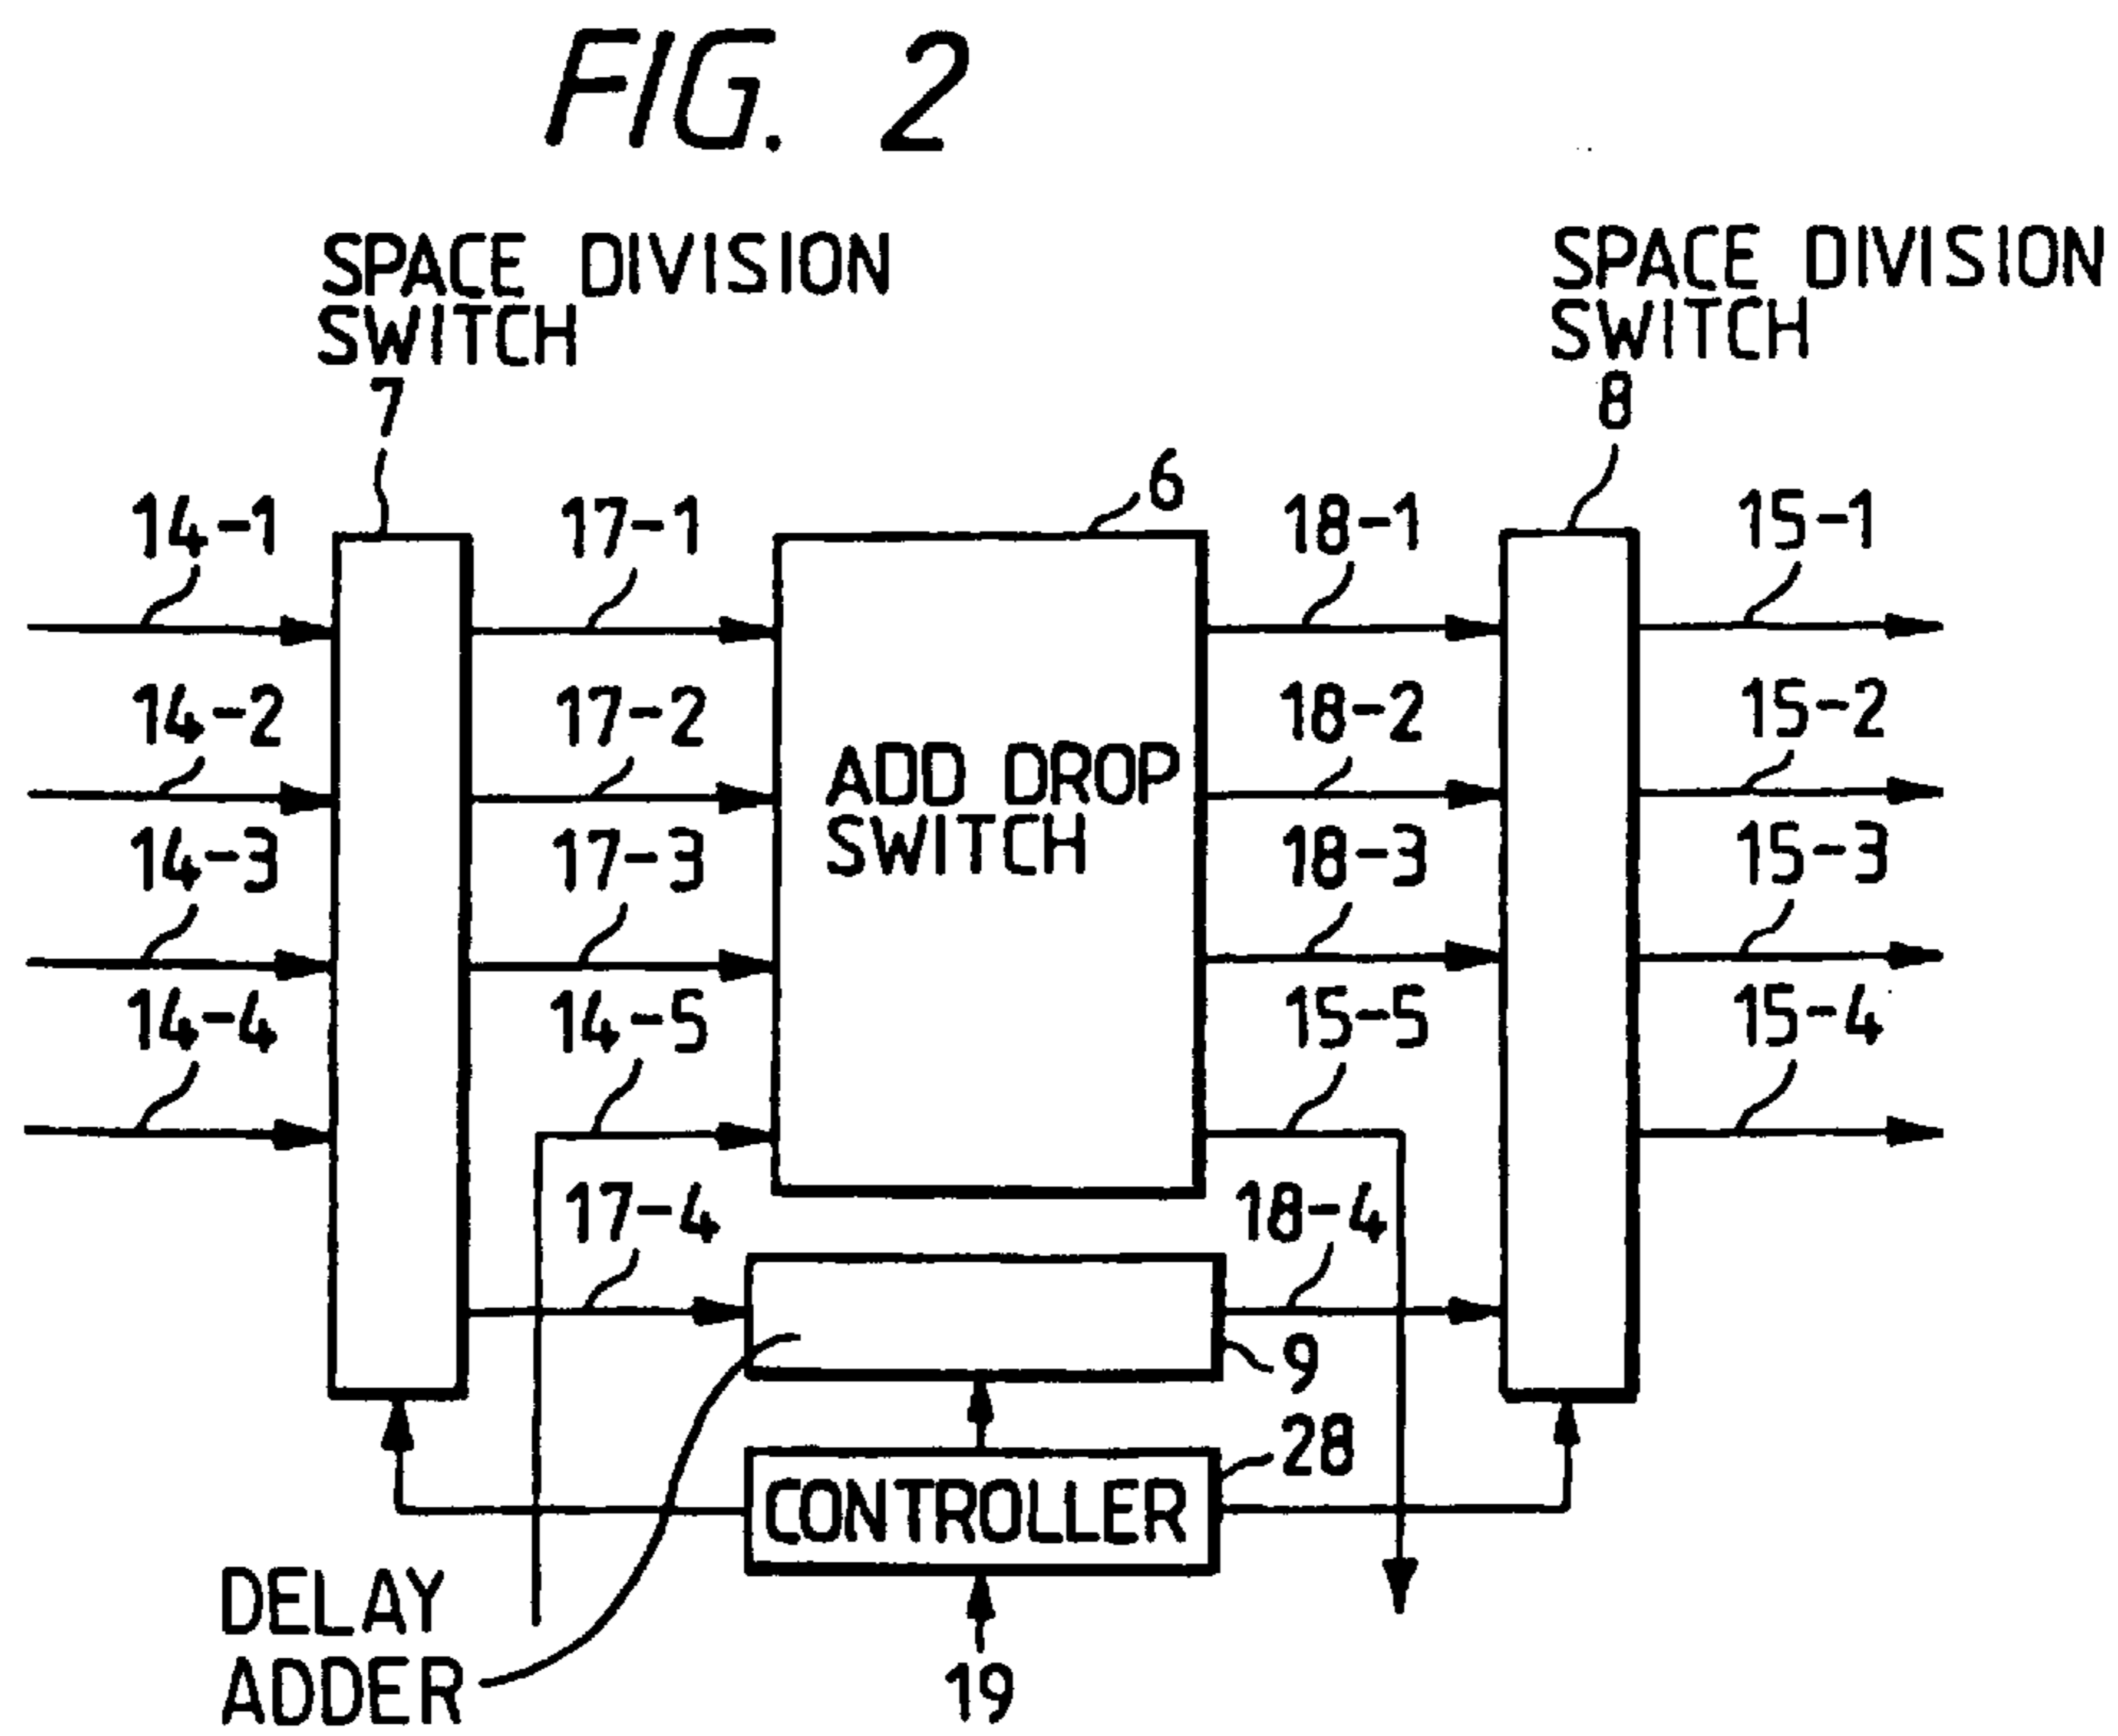 FIG. 2
SPACE DIVISION
SWITCH
7
SPACE DIVISION
SWITCH
8
6
14-1
17-1
18-1
15-1
14-2
17-2
18-2
15-2
ADD DROP
SWITCH
14-3
17-3
18-3
15-3
14-4
14-5
15-5
15-4
17-4
18-4
9
28
CONTROLLER
DELAY
ADDER
19